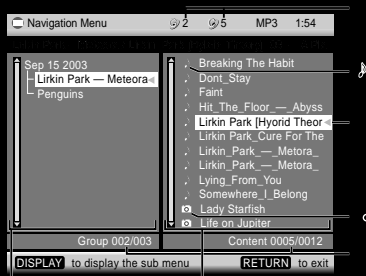 Navigation Menu 2 5 MP3 1:54
Sep 15 2003
Lirkin Park — Meteora
Penguins
Breaking The Habit
Dont_Stay
Faint
Hit_The_Floor_—_Abyss
Lirkin Park [Hyorid Theor
Lirkin Park_Cure For The
Lirkin_Park_—_Metora_
Lirkin_Park_—_Metora_
Lying_From_You
Somewhere_I_Belong
Lady Starfish
Life on Jupiter
Group 002/003
Content 0005/0012
DISPLAY to display the sub menu
RETURN to exit